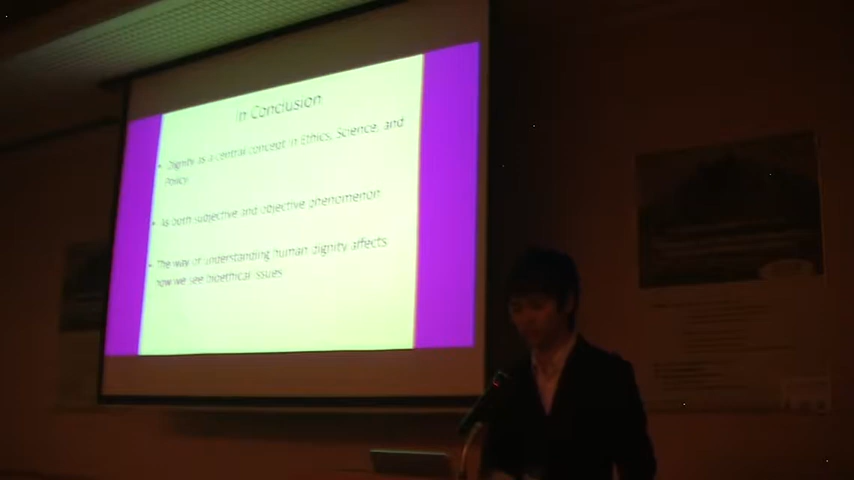 In Conclusion
• Dignity as a central concept in Ethics, Science, and
Policy
• As both subjective and objective phenomenon
• The way of understanding human dignity affects
how we see bioethical issues